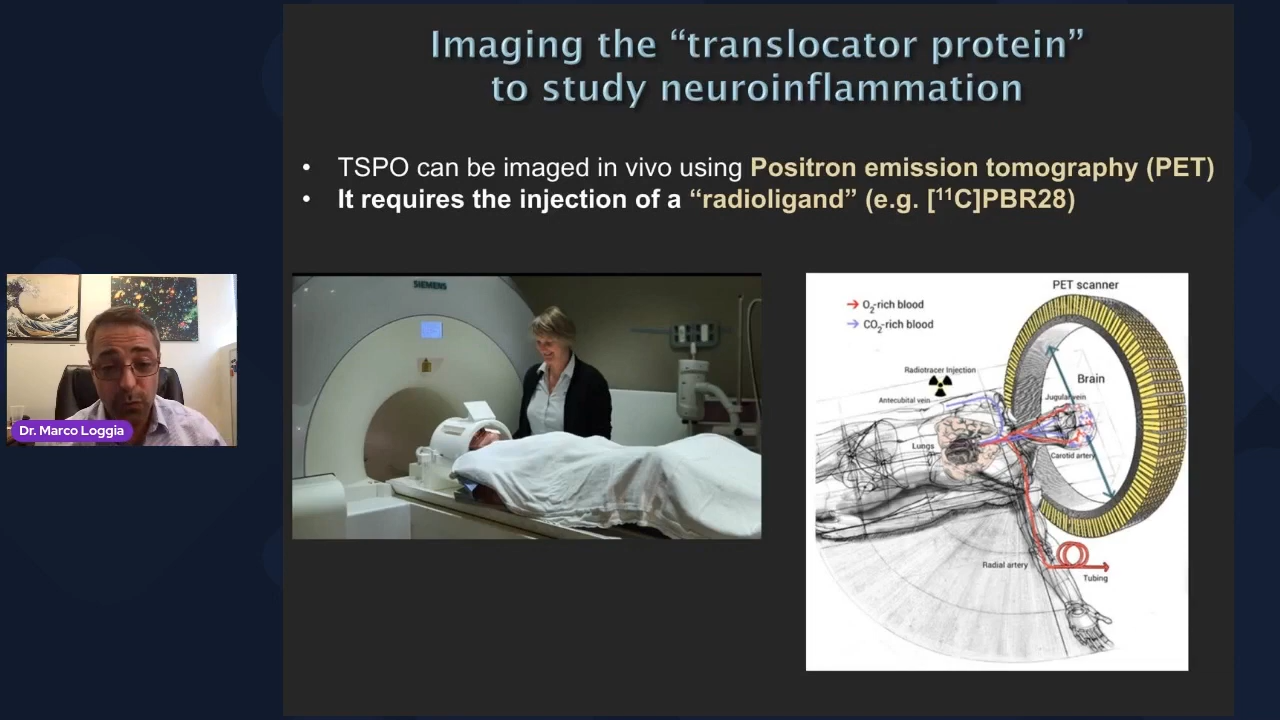 Imaging the “translocator protein”
to study neuroinflammation
• TSPO can be imaged in vivo using Positron emission tomography (PET)
• It requires the injection of a “radioligand” (e.g. [¹¹C]PBR28)
SIEMENS
PET scanner
O₂-rich blood
CO₂-rich blood
Radiotracer Injection
Brain
Antecubital vein
Jugular vein
Lungs
Carotid artery
Radial artery
Tubing
Dr. Marco Loggia